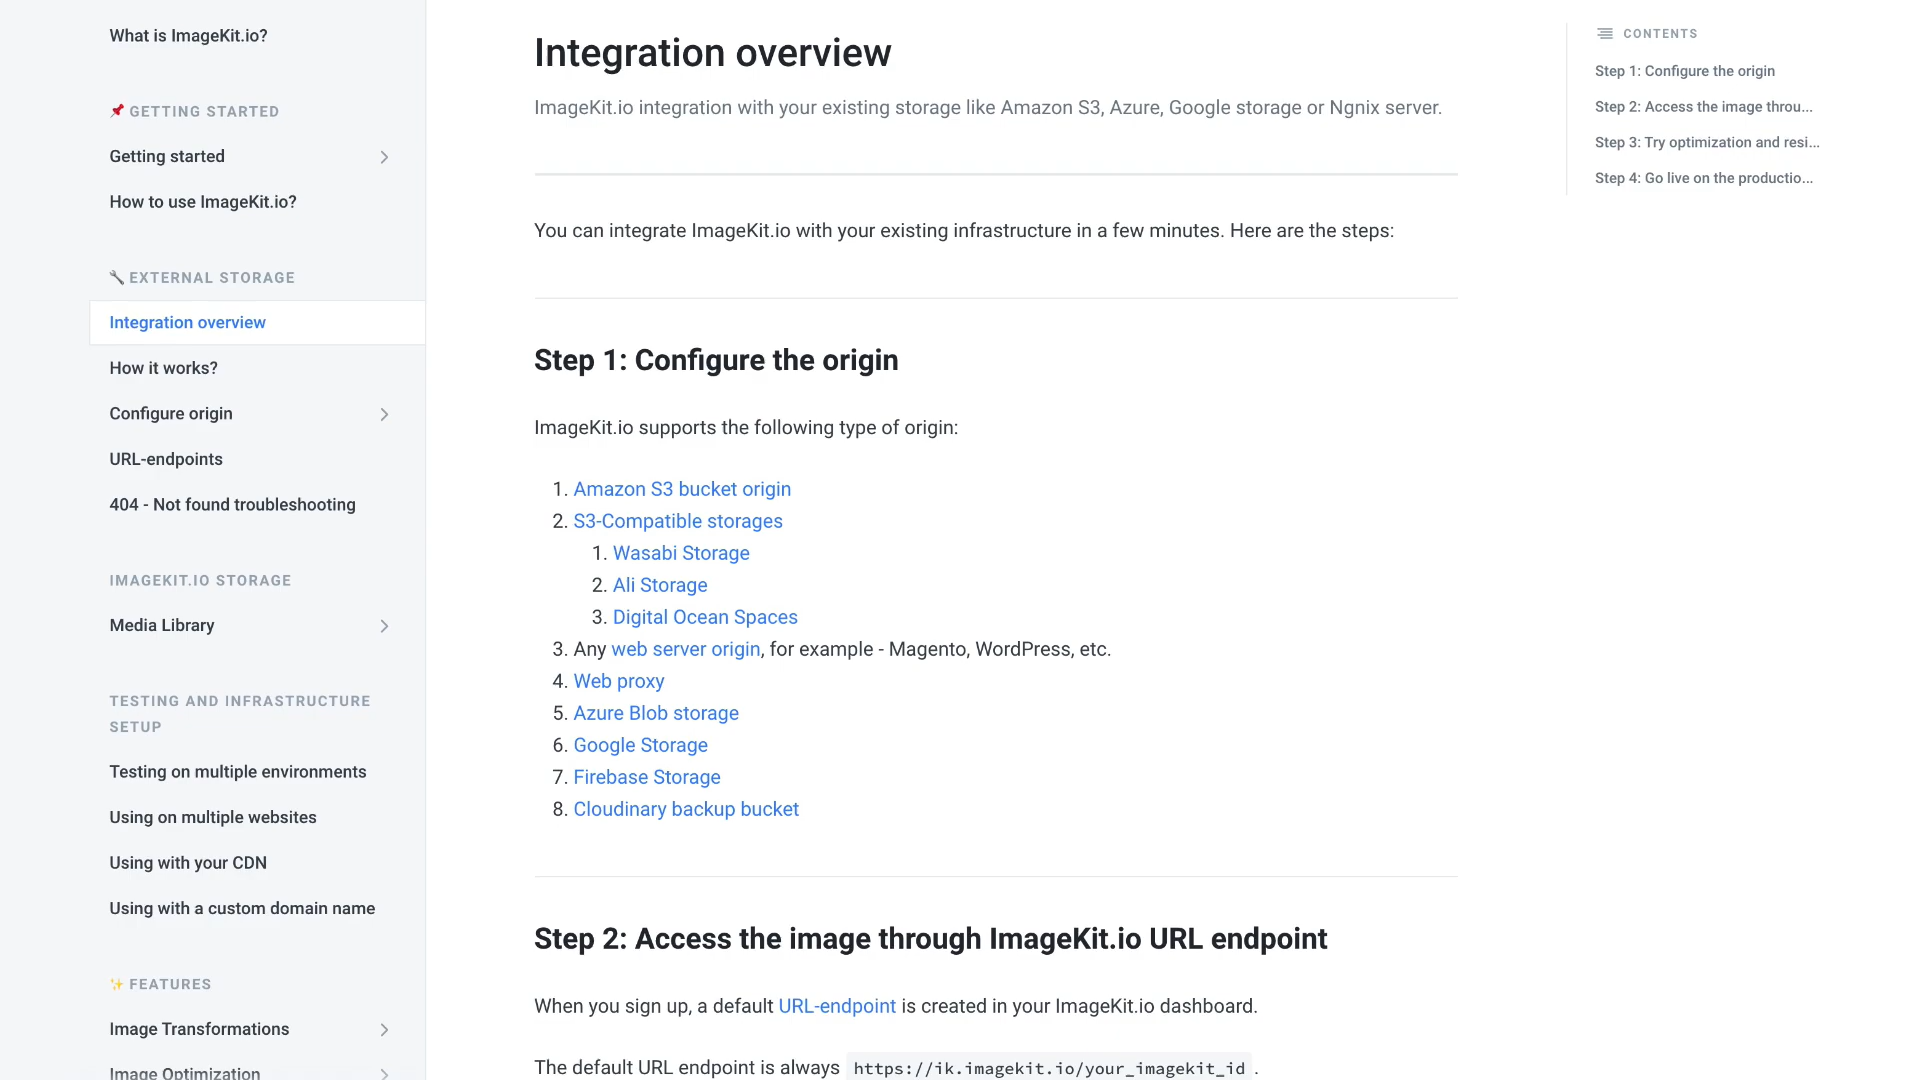 What is ImageKit.io?
GETTING STARTED
Getting started
How to use ImageKit.io?
EXTERNAL STORAGE
Integration overview
How it works?
Configure origin
URL-endpoints
404 - Not found troubleshooting
IMAGEKIT.IO STORAGE
Media Library
TESTING AND INFRASTRUCTURE
SETUP
Testing on multiple environments
Using on multiple websites
Using with your CDN
Using with a custom domain name
FEATURES
Image Transformations
Image Optimization
Integration overview
ImageKit.io integration with your existing storage like Amazon S3, Azure, Google storage or Ngnix server.
You can integrate ImageKit.io with your existing infrastructure in a few minutes. Here are the steps:
Step 1: Configure the origin
ImageKit.io supports the following type of origin:
1. Amazon S3 bucket origin
2. S3-Compatible storages
1. Wasabi Storage
2. Ali Storage
3. Digital Ocean Spaces
3. Any web server origin, for example - Magento, WordPress, etc.
4. Web proxy
5. Azure Blob storage
6. Google Storage
7. Firebase Storage
8. Cloudinary backup bucket
Step 2: Access the image through ImageKit.io URL endpoint
When you sign up, a default URL-endpoint is created in your ImageKit.io dashboard.
The default URL endpoint is always https://ik.imagekit.io/your_imagekit_id .
CONTENTS
Step 1: Configure the origin
Step 2: Access the image throu...
Step 3: Try optimization and resi...
Step 4: Go live on the productio...